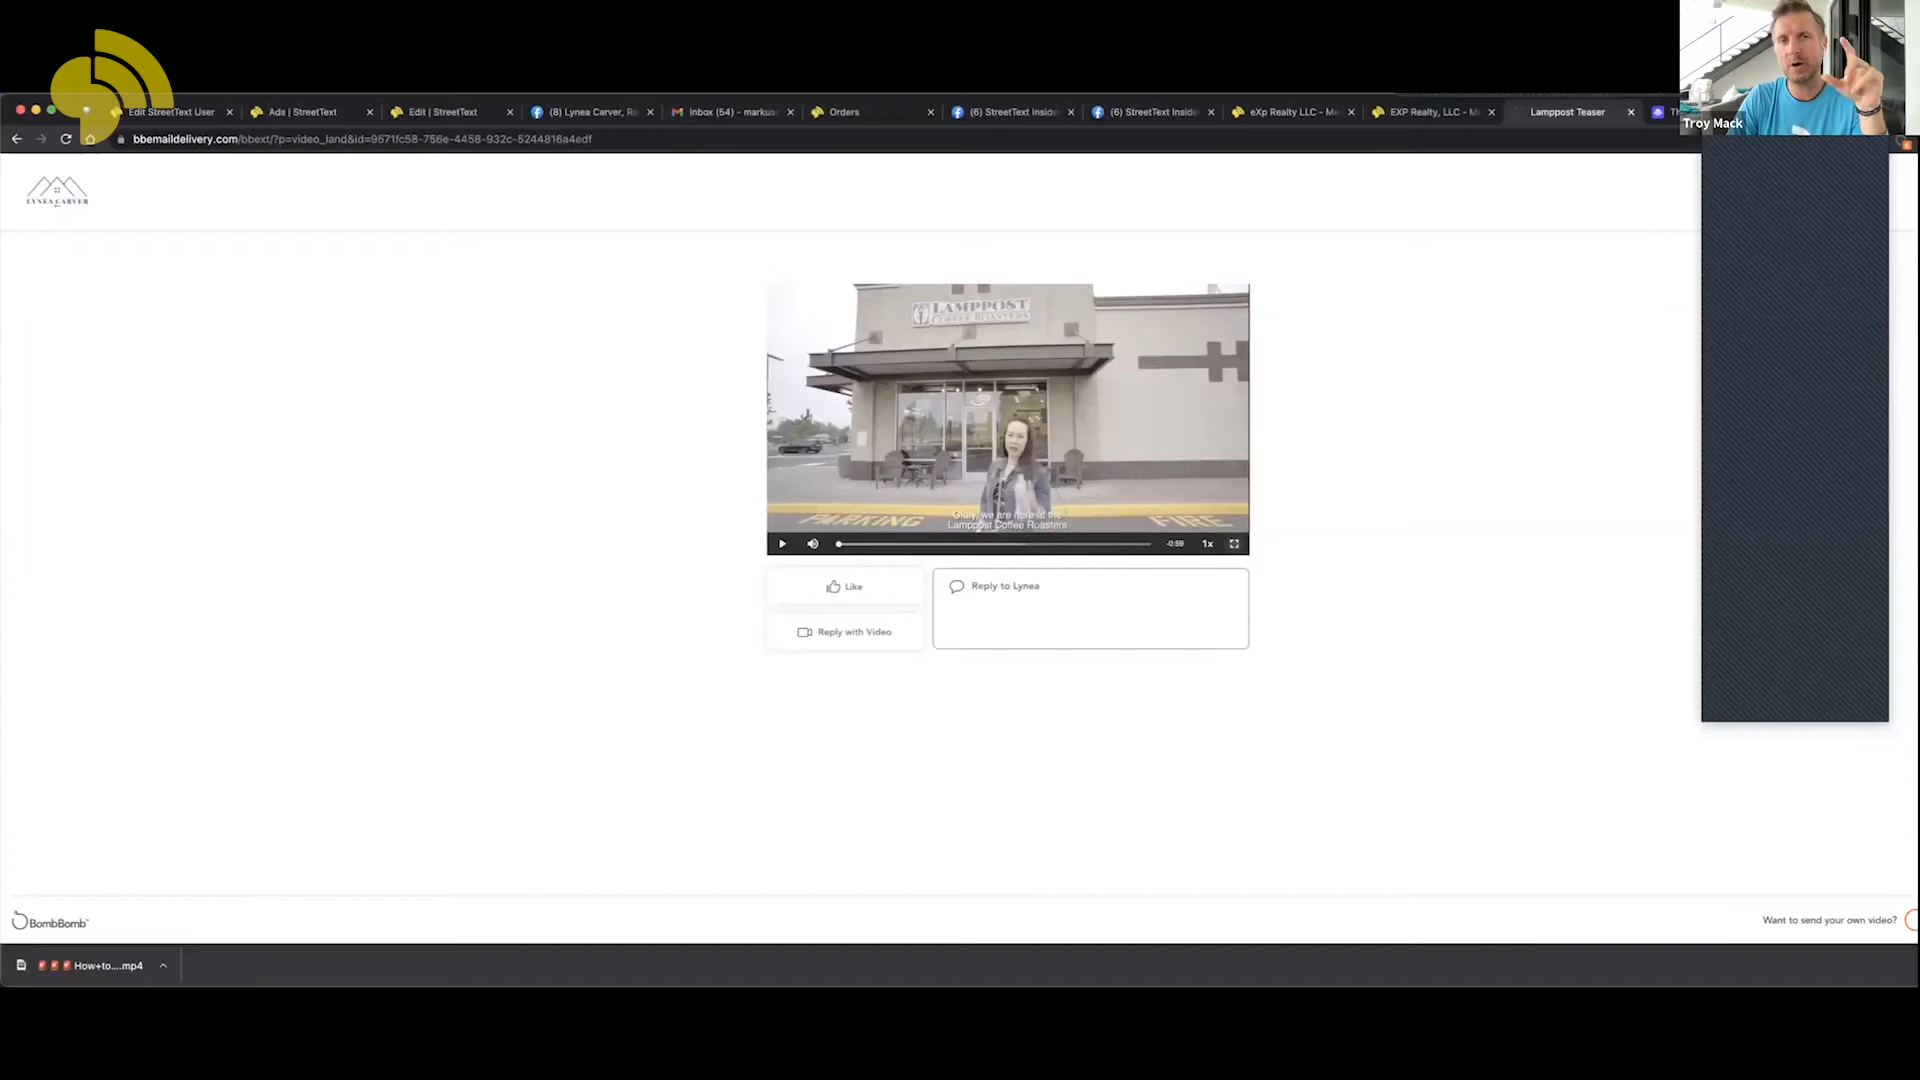 Troy Mack
Edit StreetText User
Ads | StreetText
Edit | StreetText
(8) Lynea Carver, Re
Inbox (54) - markus
Orders
(6) StreetText Inside
(6) StreetText Inside
eXp Realty LLC - Me
EXP Realty, LLC - Me
Lamppost Teaser
bbemaildelivery.com/bbext/?p=video_land&id=9571fc58-756e-4458-932c-5244816a4edf
LYNEA CARVER
LAMPPOST
COFFEE ROASTERS
Okay, we are here at the
Lamppost Coffee Roasters
PARKING
FIRE
-0:59
1x
Like
Reply to Lynea
Reply with Video
BombBomb
Want to send your own video?
How+to....mp4